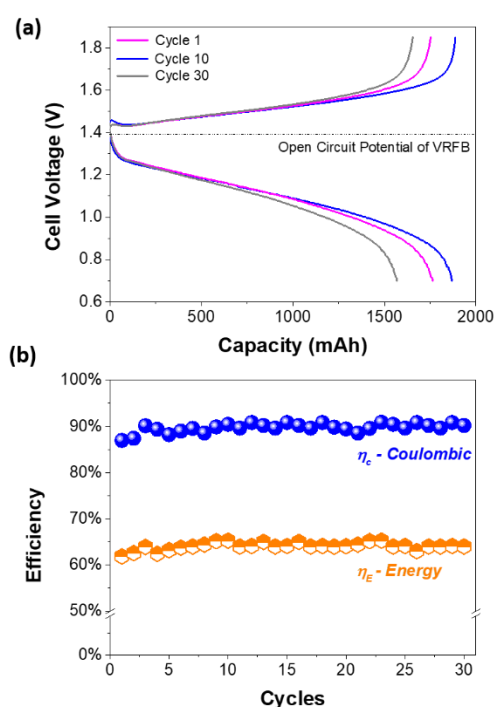 (a)
Cycle 1
Cycle 10
Cycle 30
Open Circuit Potential of VRFB
Cell Voltage (V)
1.8
1.6
1.4
1.2
1.0
0.8
0.6
0
500
1000
1500
2000
Capacity (mAh)
(b)
100%
90%
80%
70%
60%
50%
0%
Efficiency
ηc - Coulombic
ηE - Energy
0
5
10
15
20
25
30
Cycles